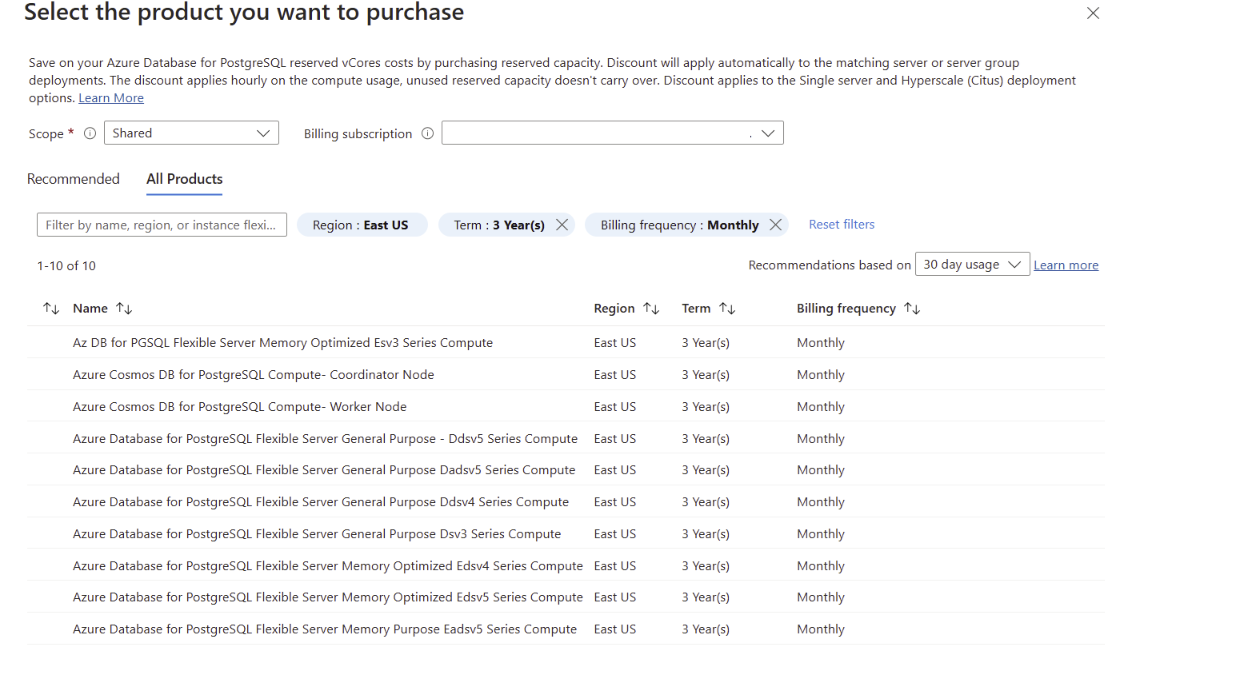 Select the product you want to purchase
Save on your Azure Database for PostgreSQL reserved vCores costs by purchasing reserved capacity. Discount will apply automatically to the matching server or server group
deployments. The discount applies hourly on the compute usage, unused reserved capacity doesn't carry over. Discount applies to the Single server and Hyperscale (Citus) deployment
options. Learn More
Scope * Shared Billing subscription .
Recommended All Products
Filter by name, region, or instance flexi... Region : East US Term : 3 Year(s) Billing frequency : Monthly Reset filters
1-10 of 10 Recommendations based on 30 day usage Learn more
Name Region Term Billing frequency
Az DB for PGSQL Flexible Server Memory Optimized Esv3 Series Compute East US 3 Year(s) Monthly
Azure Cosmos DB for PostgreSQL Compute- Coordinator Node East US 3 Year(s) Monthly
Azure Cosmos DB for PostgreSQL Compute- Worker Node East US 3 Year(s) Monthly
Azure Database for PostgreSQL Flexible Server General Purpose - Ddsv5 Series Compute East US 3 Year(s) Monthly
Azure Database for PostgreSQL Flexible Server General Purpose Dadsv5 Series Compute East US 3 Year(s) Monthly
Azure Database for PostgreSQL Flexible Server General Purpose Ddsv4 Series Compute East US 3 Year(s) Monthly
Azure Database for PostgreSQL Flexible Server General Purpose Dsv3 Series Compute East US 3 Year(s) Monthly
Azure Database for PostgreSQL Flexible Server Memory Optimized Edsv4 Series Compute East US 3 Year(s) Monthly
Azure Database for PostgreSQL Flexible Server Memory Optimized Edsv5 Series Compute East US 3 Year(s) Monthly
Azure Database for PostgreSQL Flexible Server Memory Purpose Eadsv5 Series Compute East US 3 Year(s) Monthly